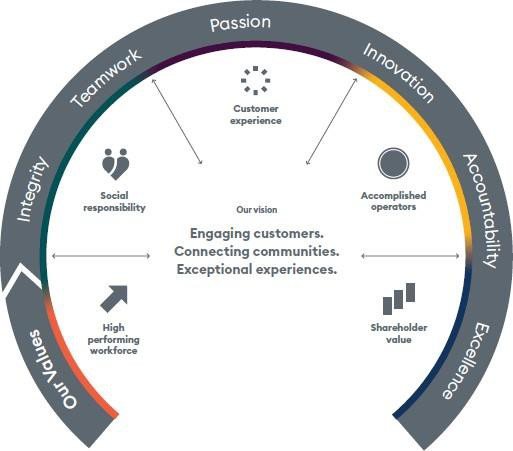 Our Values
Integrity
Teamwork
Passion
Innovation
Accountability
Excellence
Customer
experience
Social
responsibility
Accomplished
operators
Our vision
Engaging customers.
Connecting communities.
Exceptional experiences.
High
performing
workforce
Shareholder
value